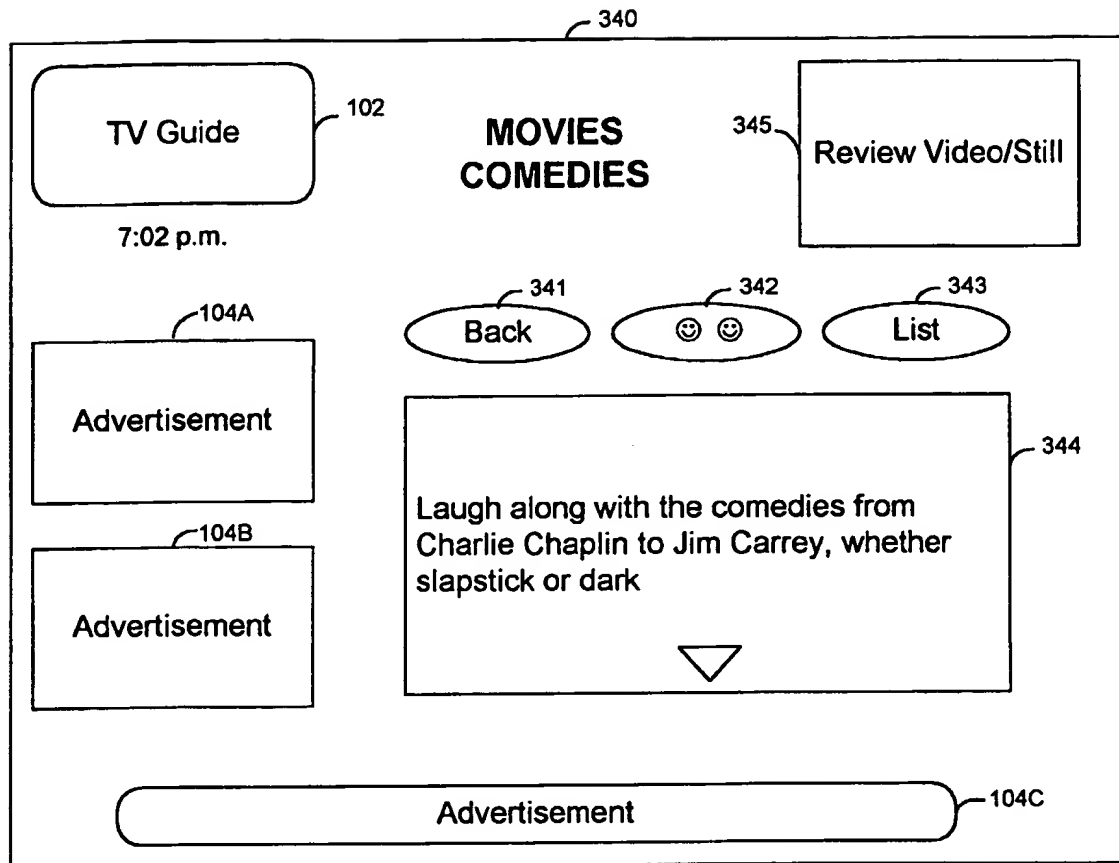 340
TV Guide
102
MOVIES
COMEDIES
345
Review Video/Still
7:02 p.m.
341
342
343
Back
☺ ☺
List
104A
Advertisement
344
Laugh along with the comedies from
Charlie Chaplin to Jim Carrey, whether
slapstick or dark
104B
Advertisement
Advertisement
104C